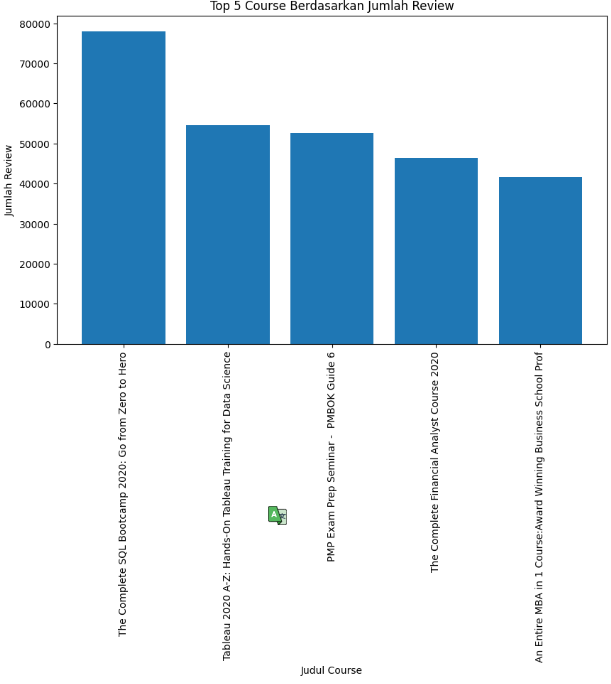 Top 5 Course Berdasarkan Jumlah Review
80000
70000
60000
50000
40000
30000
20000
10000
0
Jumlah Review
The Complete SQL Bootcamp 2020: Go from Zero to Hero
Tableau 2020 A-Z: Hands-On Tableau Training for Data Science
PMP Exam Prep Seminar -  PMBOK Guide 6
The Complete Financial Analyst Course 2020
An Entire MBA in 1 Course:Award Winning Business School Prof
A
Judul Course